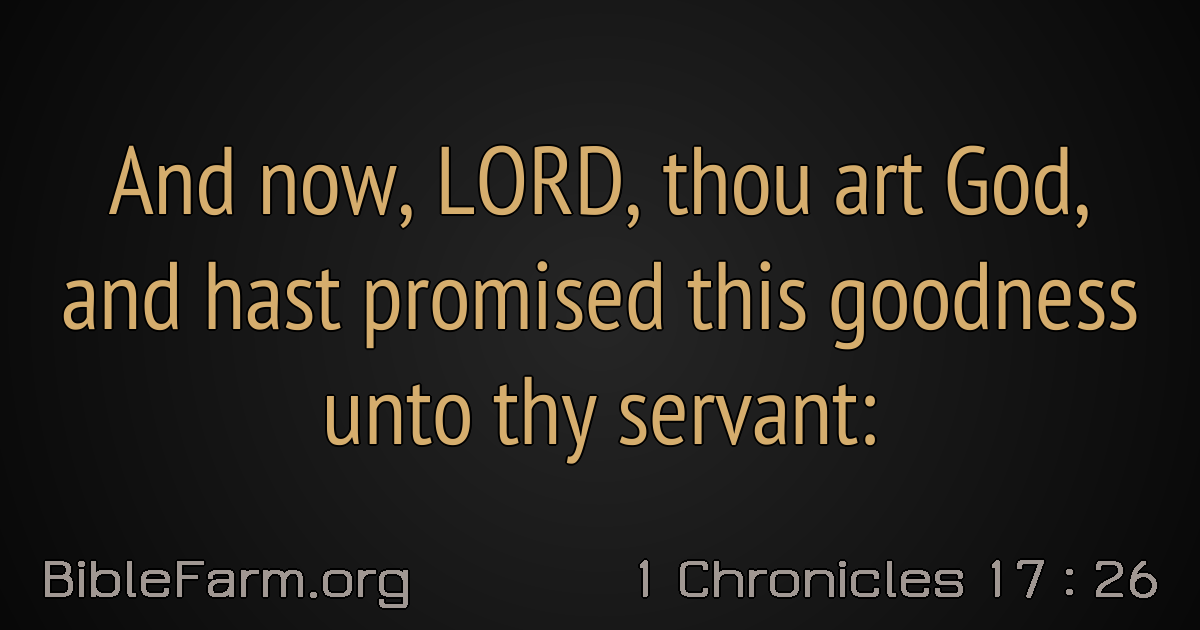 And now, LORD, thou art God,
and hast promised this goodness
unto thy servant:
BibleFarm.org
1 Chronicles 17 : 26